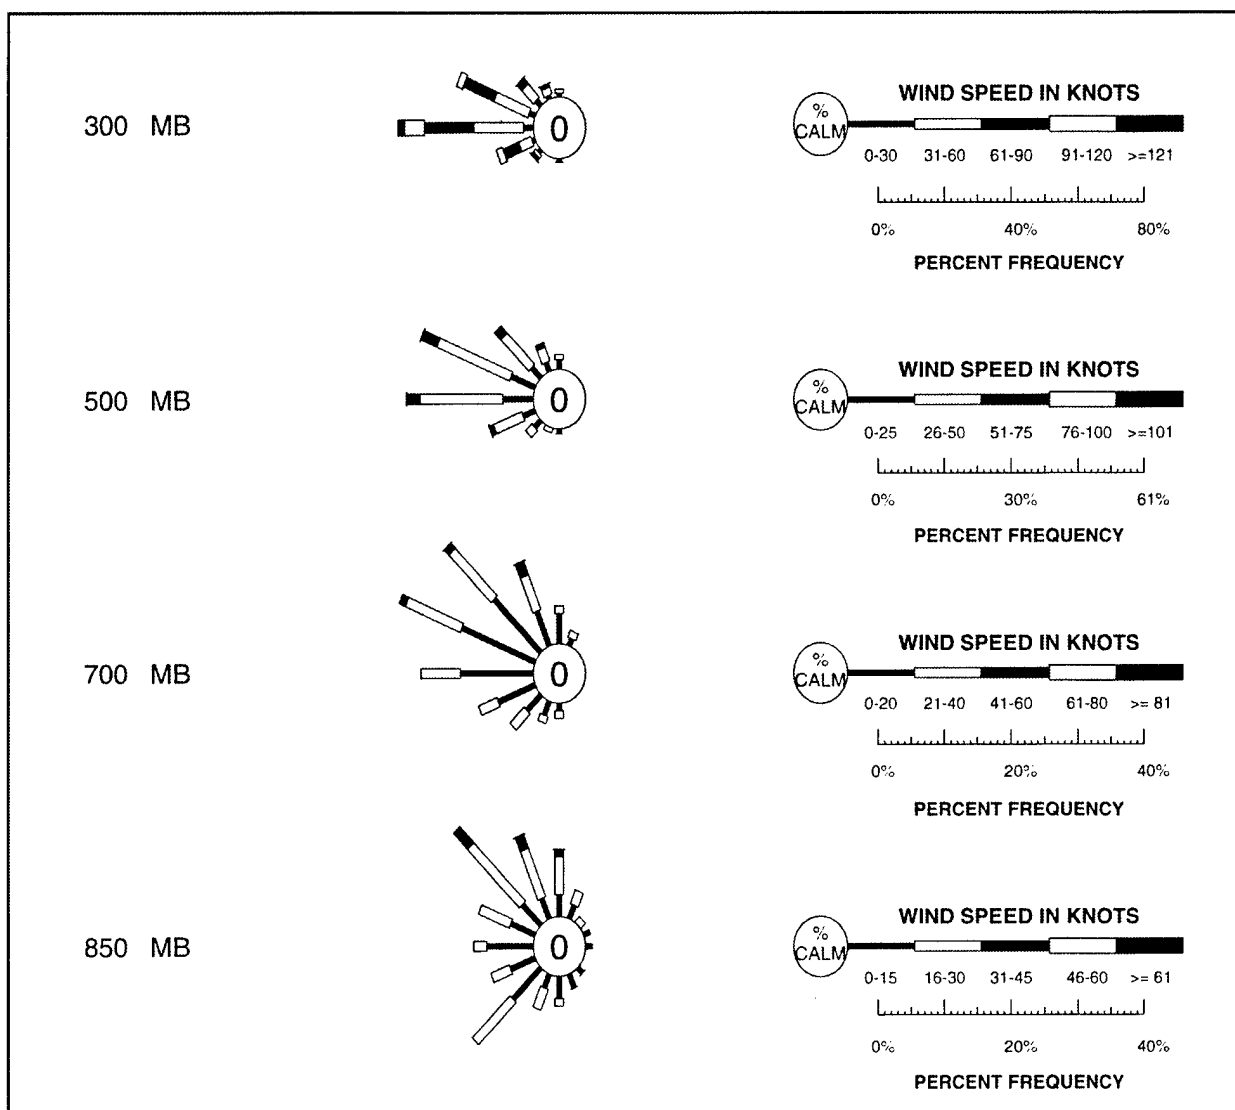 300 MB
0
WIND SPEED IN KNOTS
% CALM
0-30 31-60 61-90 91-120 >=121
0% 40% 80%
PERCENT FREQUENCY
500 MB
0
WIND SPEED IN KNOTS
% CALM
0-25 26-50 51-75 76-100 >=101
0% 30% 61%
PERCENT FREQUENCY
700 MB
0
WIND SPEED IN KNOTS
% CALM
0-20 21-40 41-60 61-80 >= 81
0% 20% 40%
PERCENT FREQUENCY
850 MB
0
WIND SPEED IN KNOTS
% CALM
0-15 16-30 31-45 46-60 >= 61
0% 20% 40%
PERCENT FREQUENCY